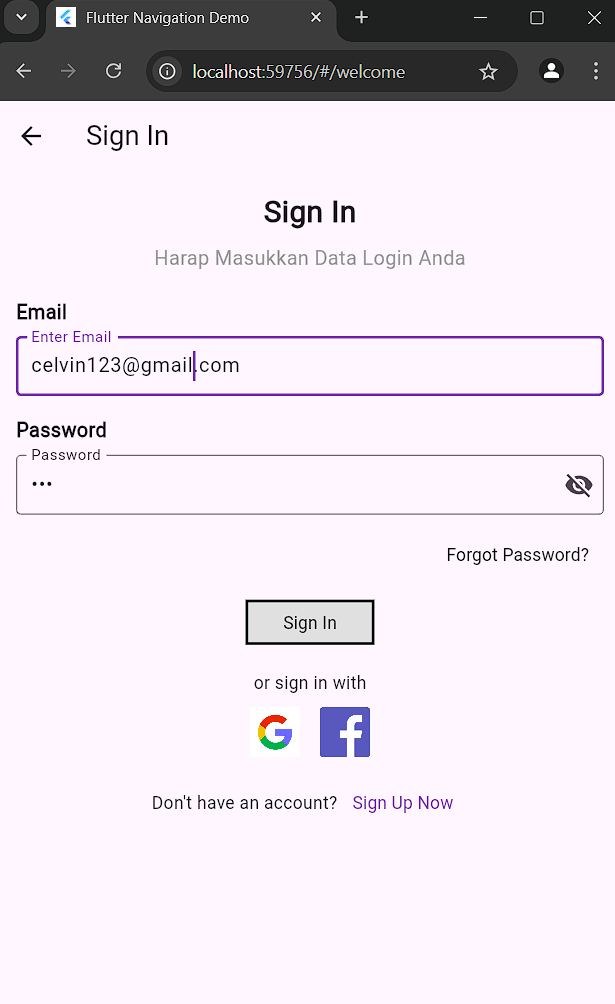 Flutter Navigation Demo
localhost:59756/#/welcome
Sign In
Sign In
Harap Masukkan Data Login Anda
Email
Enter Email
celvin123@gmail.com
Password
Password
•••
Forgot Password?
Sign In
or sign in with
Don't have an account? Sign Up Now